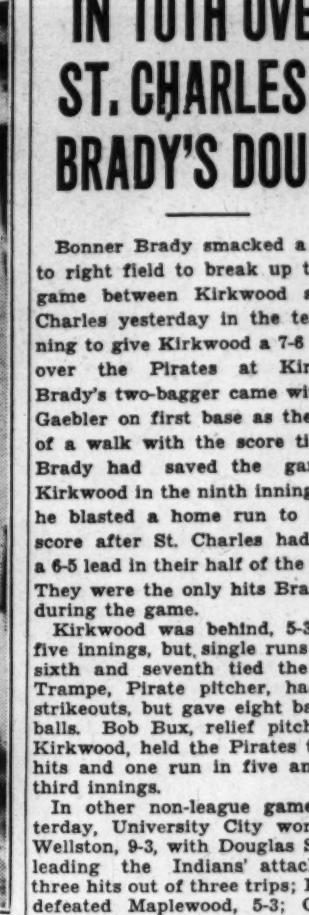 IN 10TH OVE
ST. CHARLES
BRADY'S DOU
Bonner Brady smacked a
to right field to break up t
game between Kirkwood a
Charles yesterday in the te
ning to give Kirkwood a 7-6
over the Pirates at Kir
Brady's two-bagger came wi
Gaebler on first base as the
of a walk with the score ti
Brady had saved the ga
Kirkwood in the ninth inning
he blasted a home run to
score after St. Charles had
a 6-5 lead in their half of the
They were the only hits Bra
during the game.
Kirkwood was behind, 5-3
five innings, but single runs
sixth and seventh tied the
Trampe, Pirate pitcher, ha
strikeouts, but gave eight ba
balls. Bob Bux, relief pitch
Kirkwood, held the Pirates t
hits and one run in five an
third innings.
In other non-league game
terday, University City wor
Wellston, 9-3, with Douglas S
leading the Indians' attac
three hits out of three trips; 
defeated Maplewood, 5-3; C